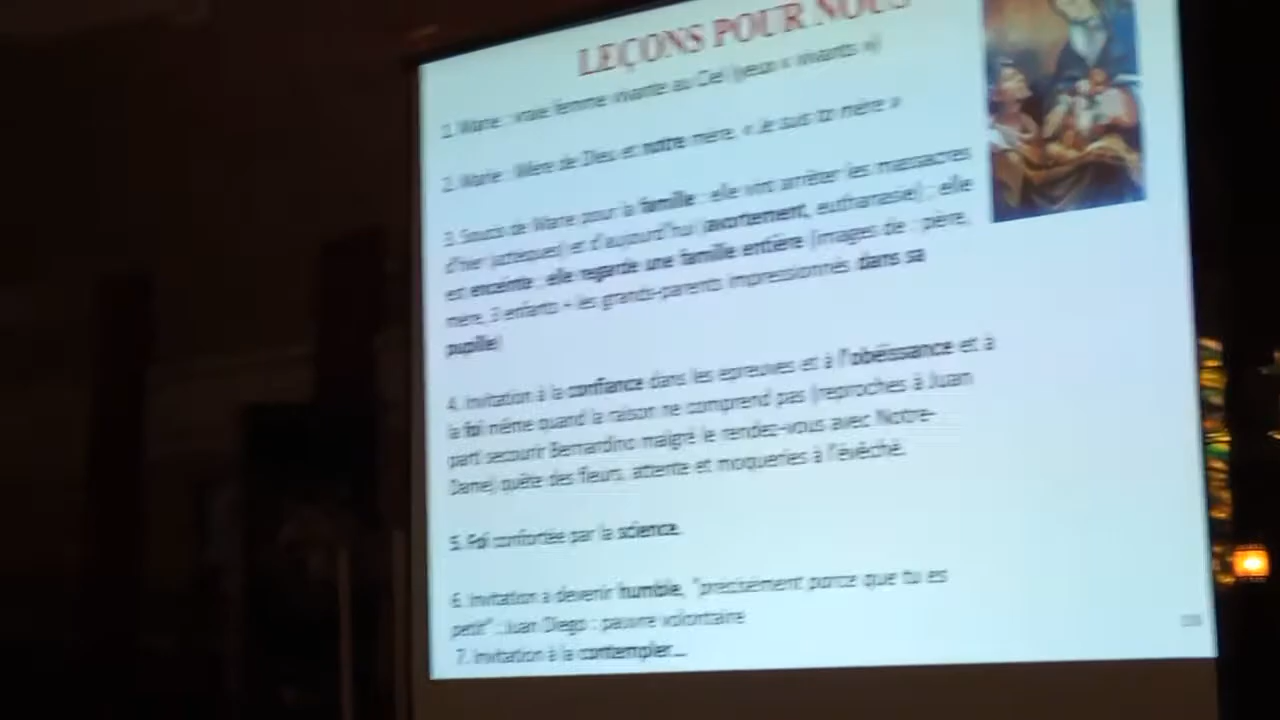 LEÇONS POUR NOUS
1. Marie : vraie femme vivante au Ciel (yeux « vivants »)
2. Marie : Mère de Dieu et notre mère, « Je suis ta mère »
3. Soucis de Marie pour la famille : elle vint arrêter les massacres
d'hier (aztèques) et d'aujourd'hui (avortement, euthanasie) ; elle
est enceinte ; elle regarde une famille entière (images de : père,
mère, 3 enfants + les grands-parents impressionnés dans sa
pupille)
4. Invitation à la confiance dans les épreuves et à l'obéissance et à
la foi même quand la raison ne comprend pas (reproches à Juan
parti secourir Bernardino malgré le rendez-vous avec Notre-
Dame) quête des fleurs, attente et moqueries à l'évêché.
5. Foi confortée par la science.
6. Invitation à devenir humble, "précisément parce que tu es
petit" : Juan Diego : pauvre volontaire
7. Invitation à la contempler...